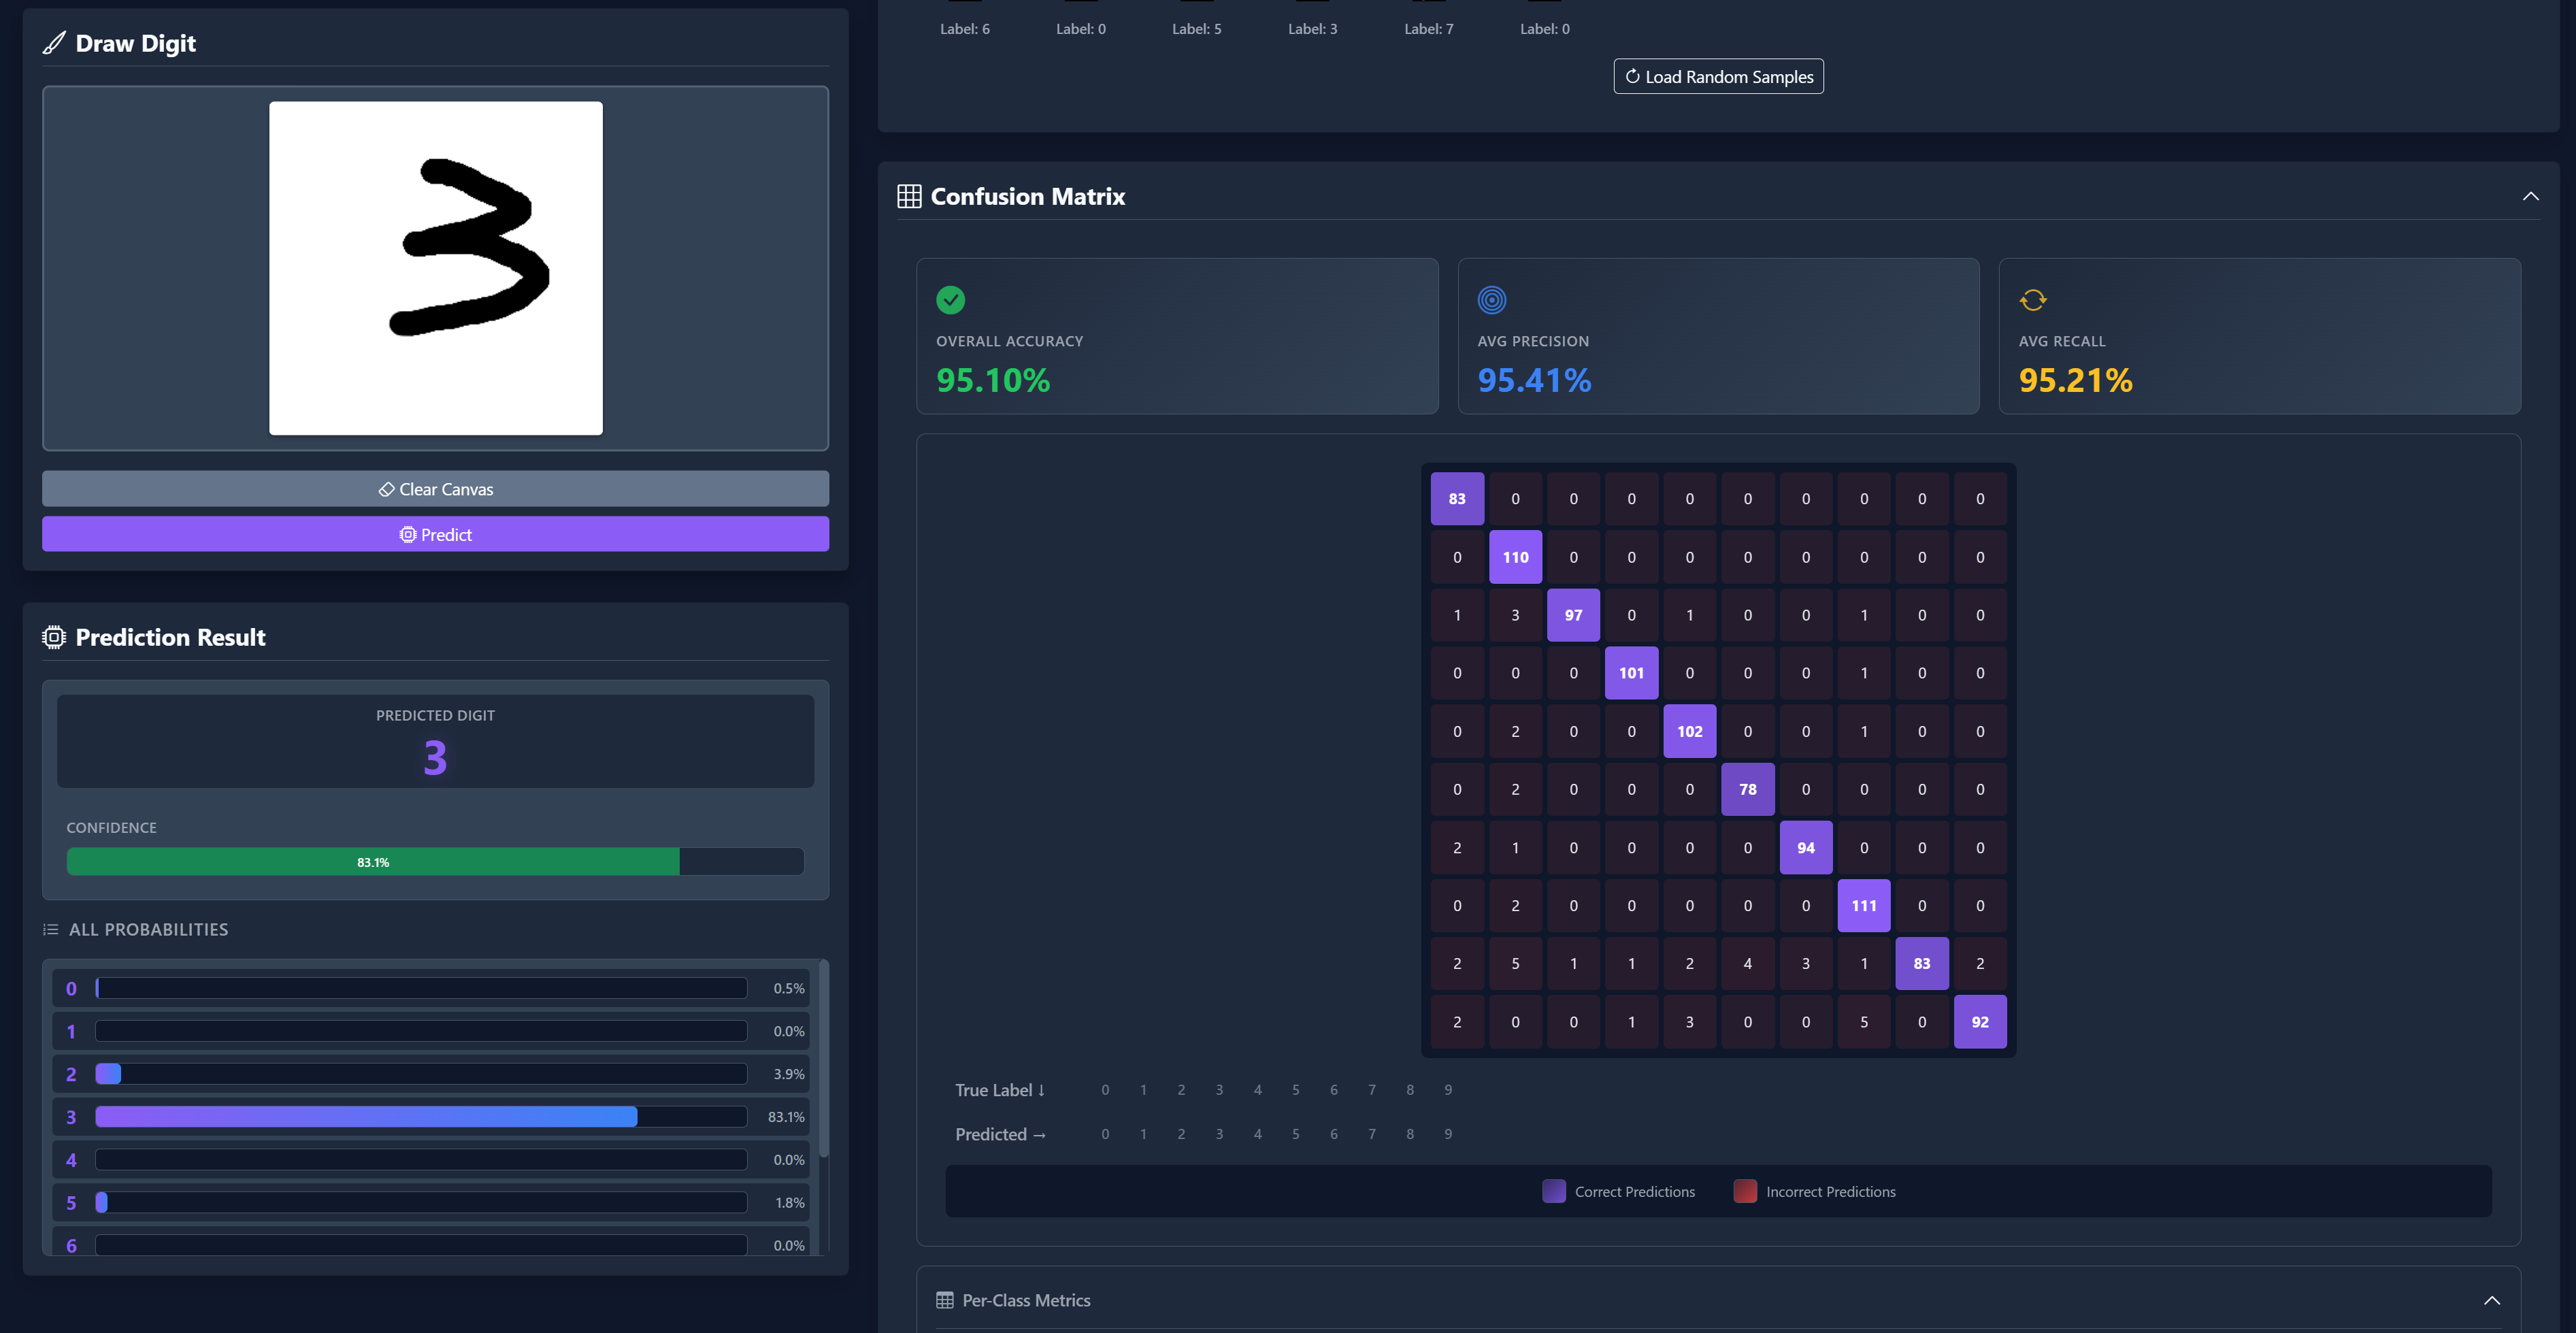 Draw Digit
3
Clear Canvas
Predict
Prediction Result
PREDICTED DIGIT
3
CONFIDENCE
83.1%
ALL PROBABILITIES
0 0.5%
1 0.0%
2 3.9%
3 83.1%
4 0.0%
5 1.8%
6 0.0%
Label: 6 Label: 0 Label: 5 Label: 3 Label: 7 Label: 0
Load Random Samples
Confusion Matrix
OVERALL ACCURACY
95.10%
AVG PRECISION
95.41%
AVG RECALL
95.21%
83 0 0 0 0 0 0 0 0 0
0 110 0 0 0 0 0 0 0 0
1 3 97 0 1 0 0 1 0 0
0 0 0 101 0 0 0 1 0 0
0 2 0 0 102 0 0 1 0 0
0 2 0 0 0 78 0 0 0 0
2 1 0 0 0 0 94 0 0 0
0 2 0 0 0 0 0 111 0 0
2 5 1 1 2 4 3 1 83 2
2 0 0 1 3 0 0 5 0 92
True Label ↓ 0 1 2 3 4 5 6 7 8 9
Predicted → 0 1 2 3 4 5 6 7 8 9
Correct Predictions Incorrect Predictions
Per-Class Metrics